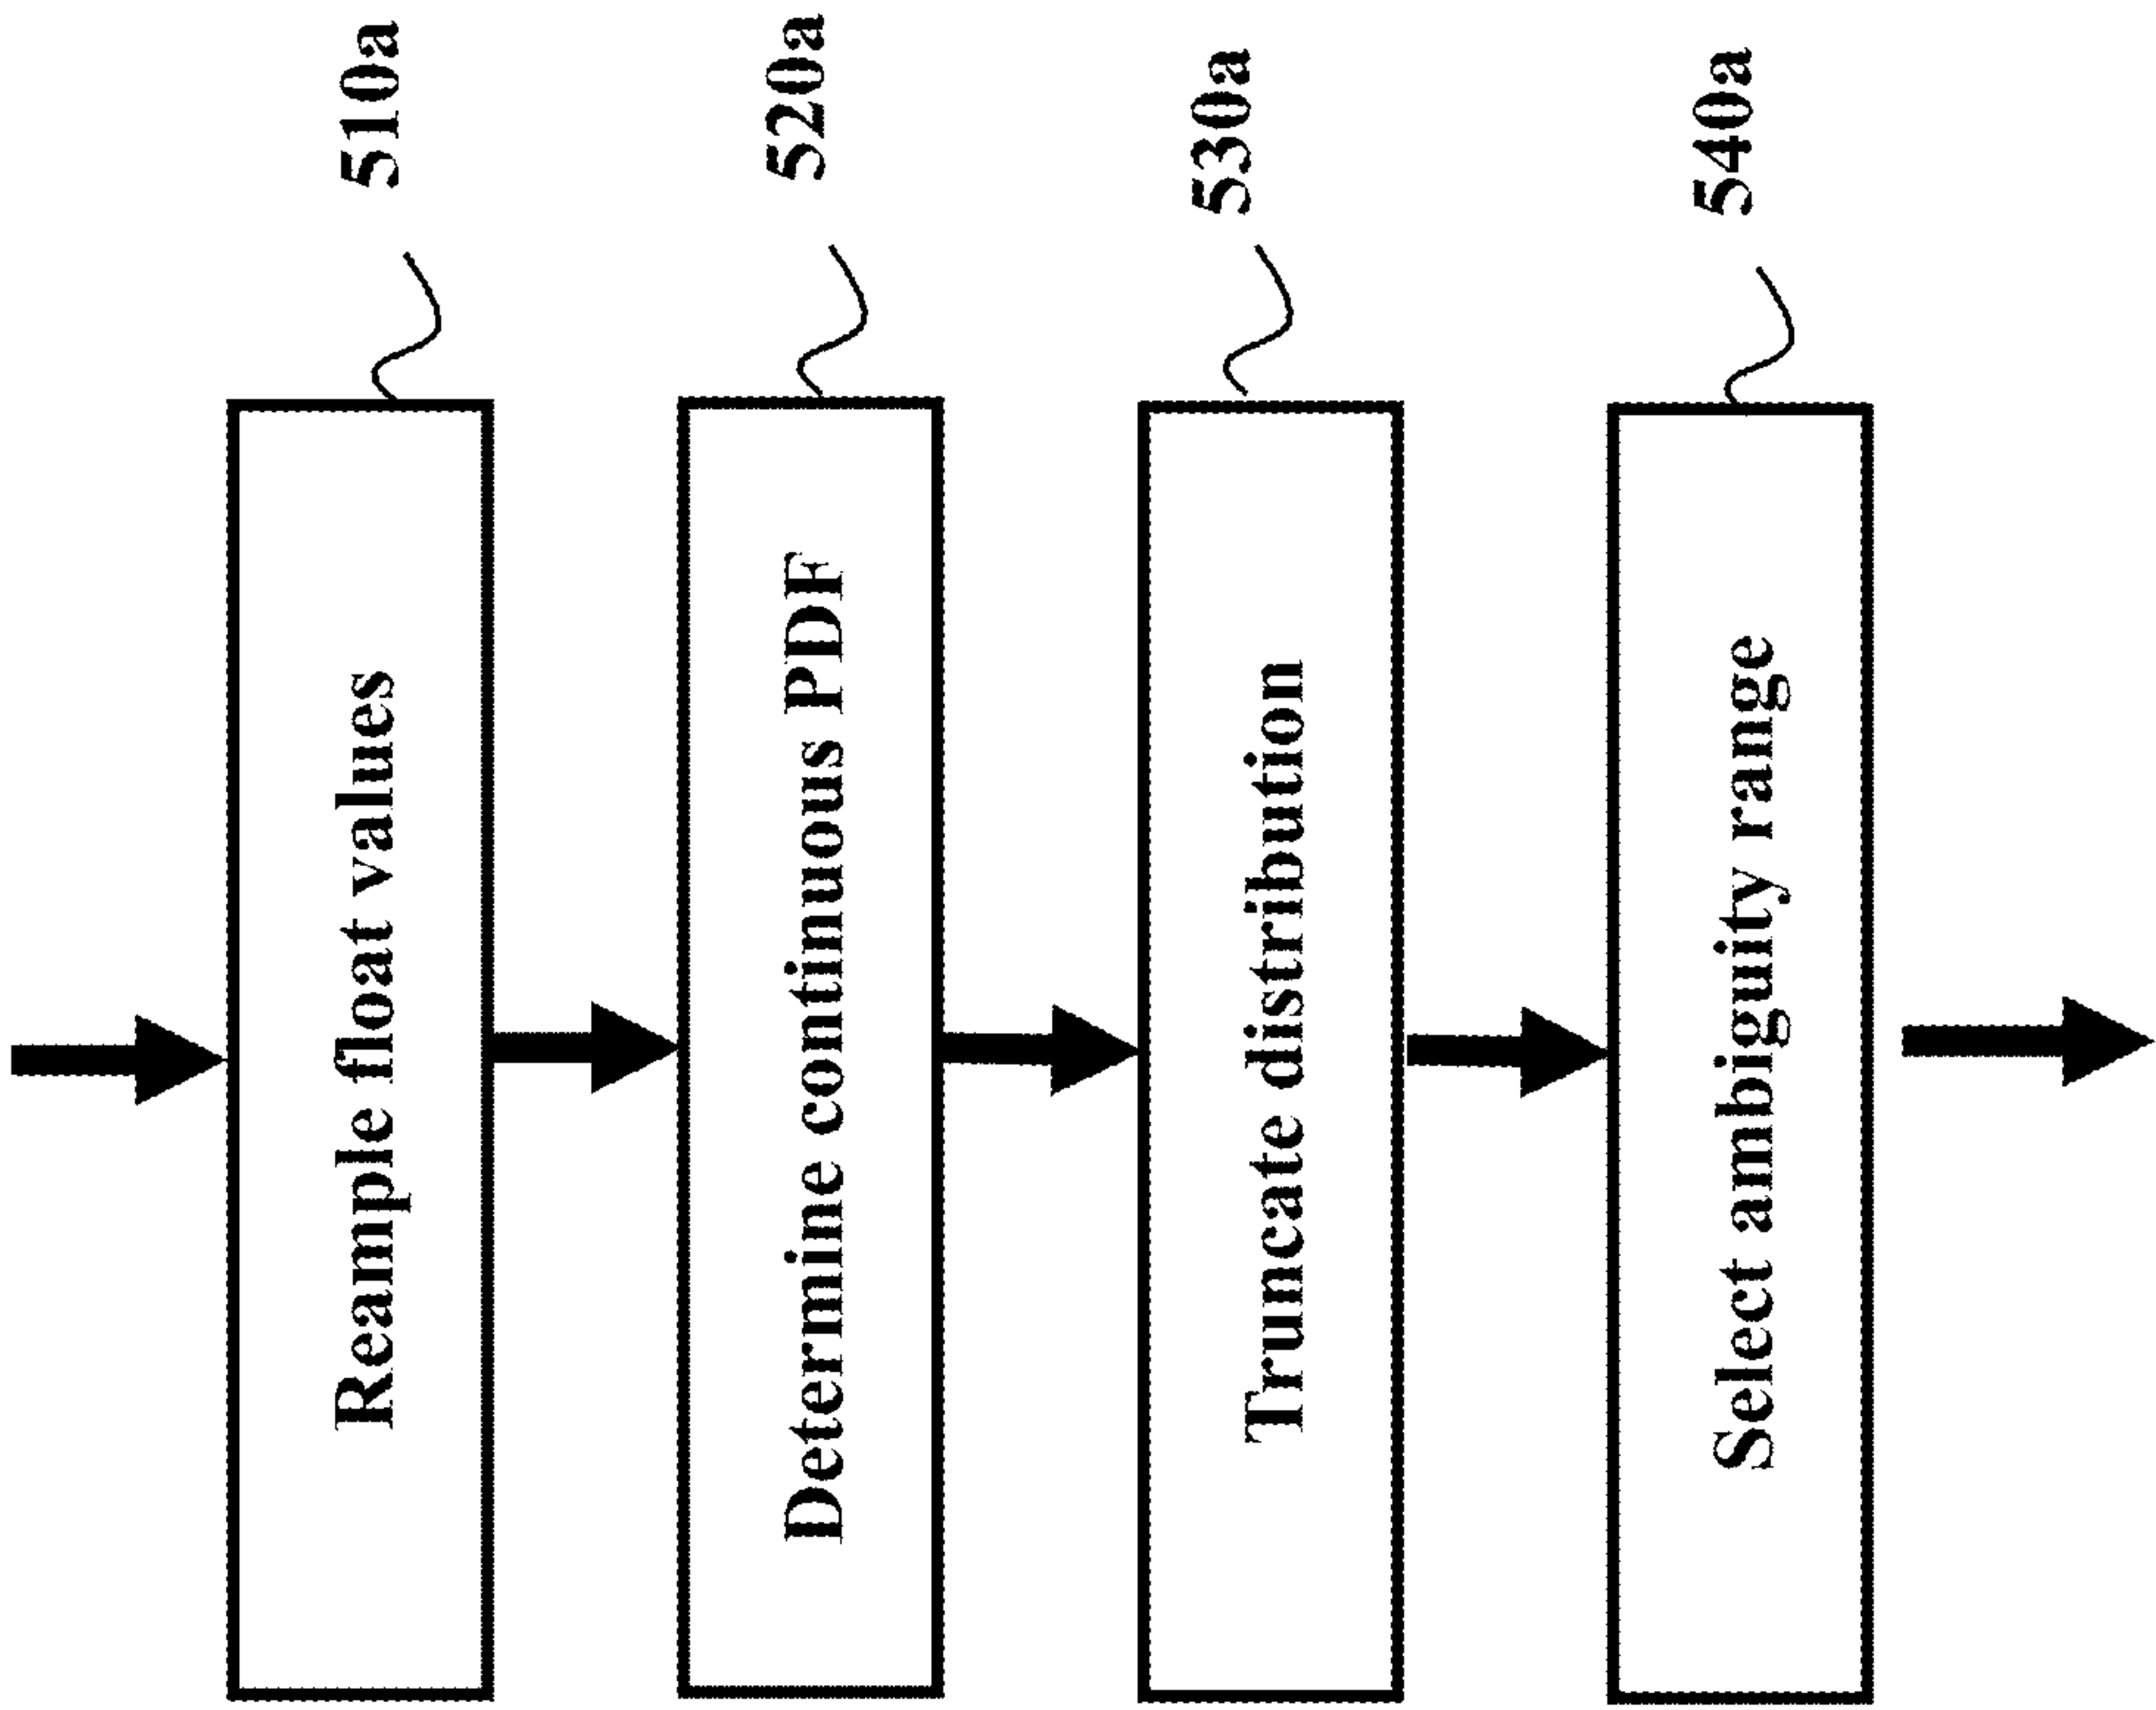 Reample float values
510a
Determine continuous PDF
520a
Truncate distribution
530a
Select ambiguity range
540a